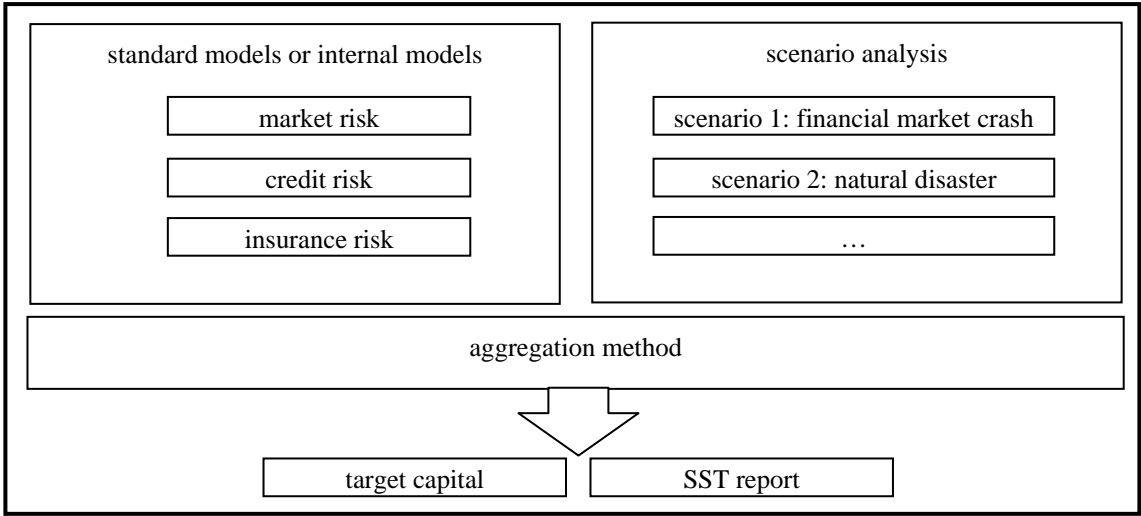 standard models or internal models
market risk
credit risk
insurance risk
scenario analysis
scenario 1: financial market crash
scenario 2: natural disaster
…
aggregation method
target capital
SST report